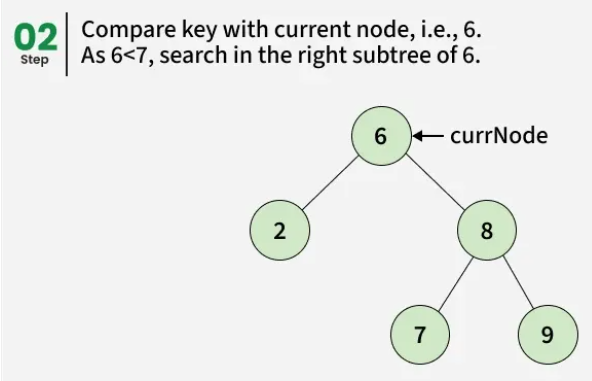 02
Step
Compare key with current node, i.e., 6.
As 6<7, search in the right subtree of 6.
6
currNode
2
8
7
9